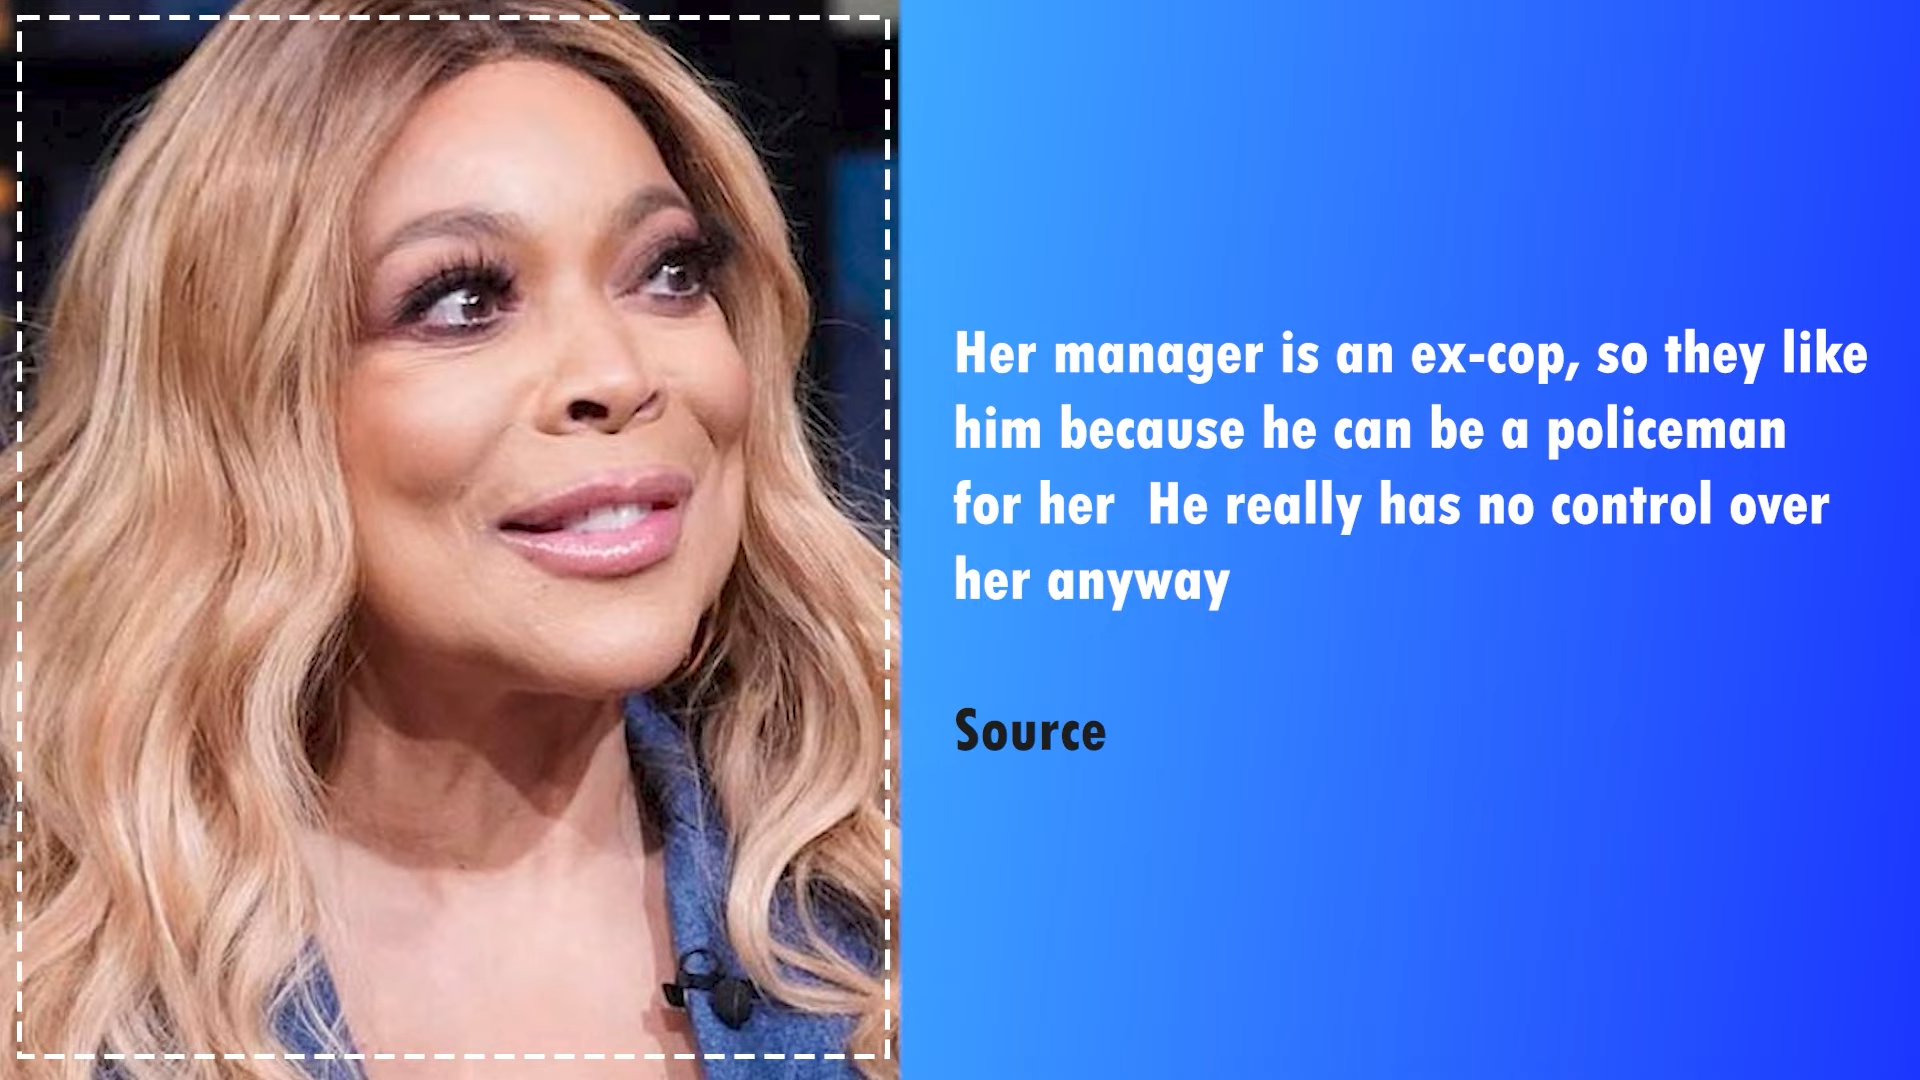 Her manager is an ex-cop, so they like
him because he can be a policeman
for her  He really has no control over
her anyway
Source